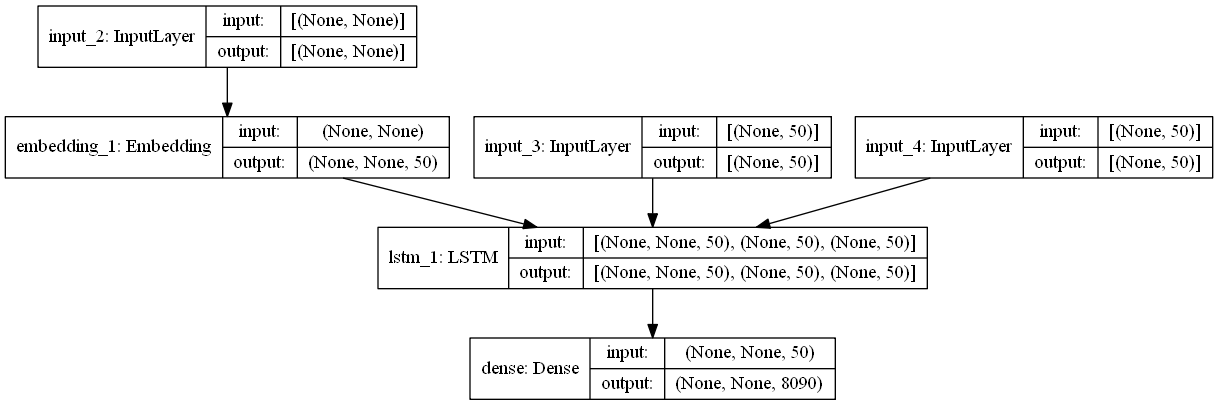 input_2: InputLayer
input: [(None, None)]
output: [(None, None)]
embedding_1: Embedding
input: (None, None)
output: (None, None, 50)
input_3: InputLayer
input: [(None, 50)]
output: [(None, 50)]
input_4: InputLayer
input: [(None, 50)]
output: [(None, 50)]
lstm_1: LSTM
input: [(None, None, 50), (None, 50), (None, 50)]
output: [(None, None, 50), (None, 50), (None, 50)]
dense: Dense
input: (None, None, 50)
output: (None, None, 8090)